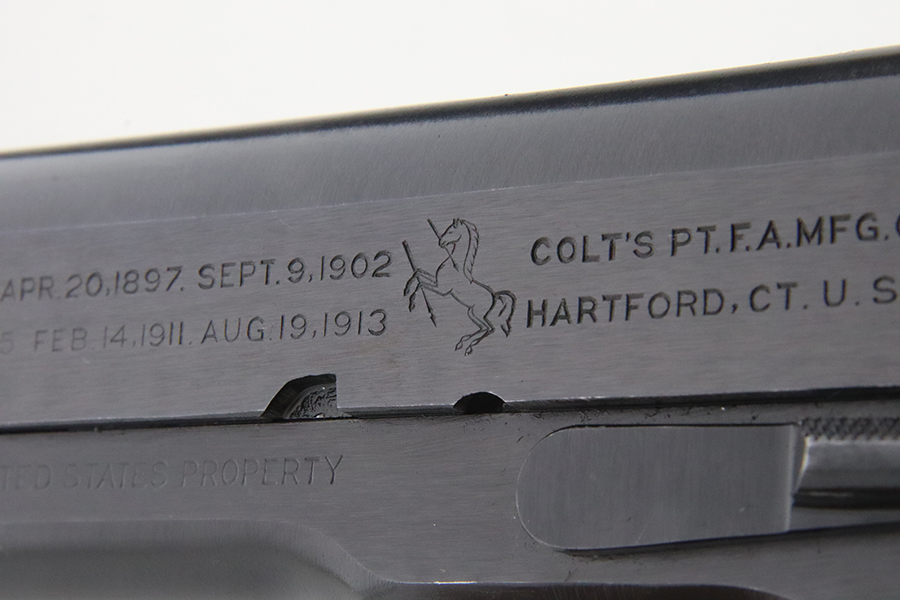 APR.20,1897. SEPT.9,1902
5 FEB.14,1911. AUG.19,1913
COLT'S PT.F.A.MFG.
HARTFORD, CT. U. S
TED STATES PROPERTY